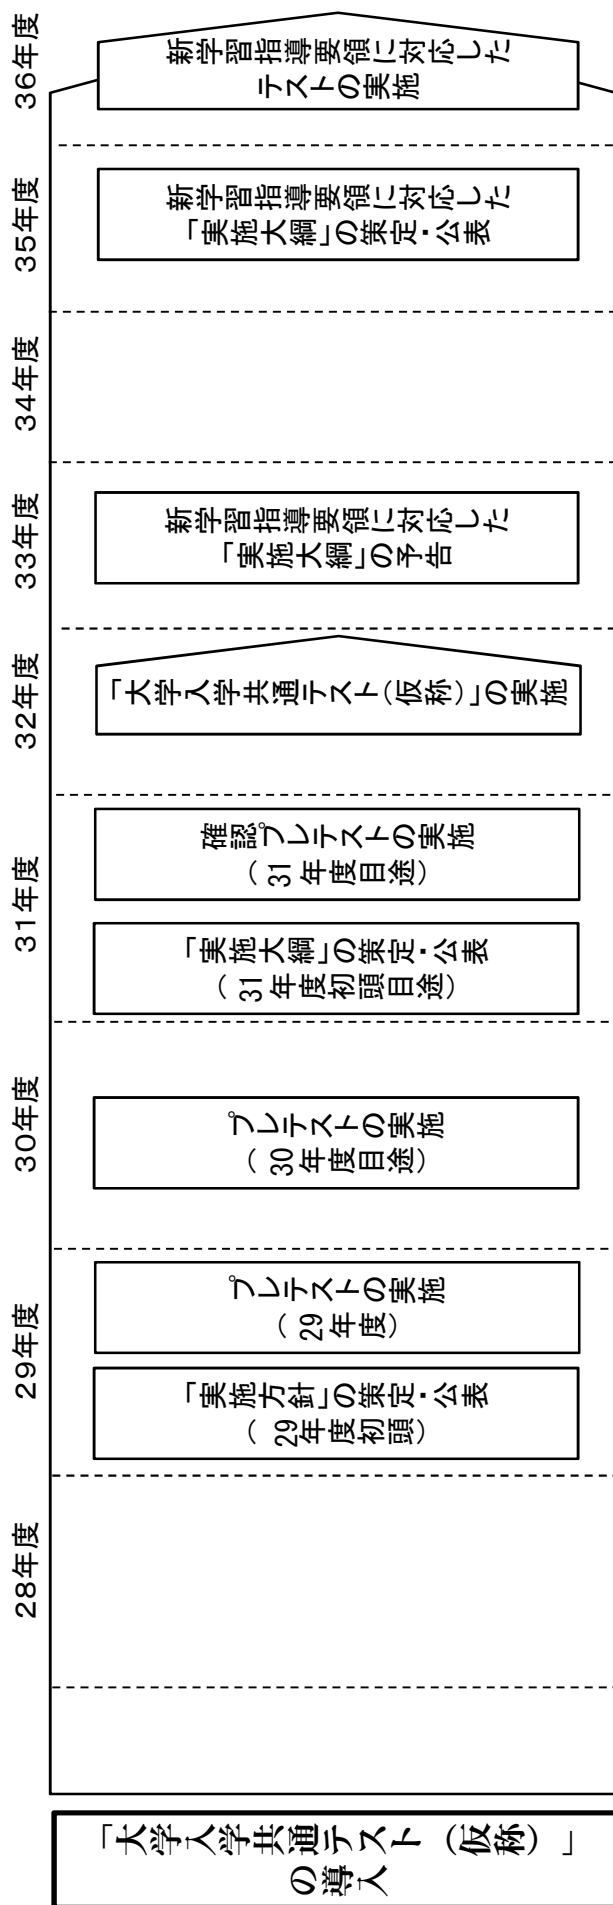 「大学入学共通テスト（仮称）」
の導入
28年度
29年度
「実施方針」の策定・公表
（ 29年度初頭）
プレテストの実施
（ 29 年度）
30年度
プレテストの実施
（ 30 年度目途）
31年度
「実施大綱」の策定・公表
（ 31 年度初頭目途）
確認プレテストの実施
（ 31 年度目途）
32年度
「大学入学共通テスト（仮称）」の実施
33年度
新学習指導要領に対応した
「実施大綱」の予告
34年度
35年度
新学習指導要領に対応した
「実施大綱」の策定・公表
36年度
新学習指導要領に対応した
テストの実施